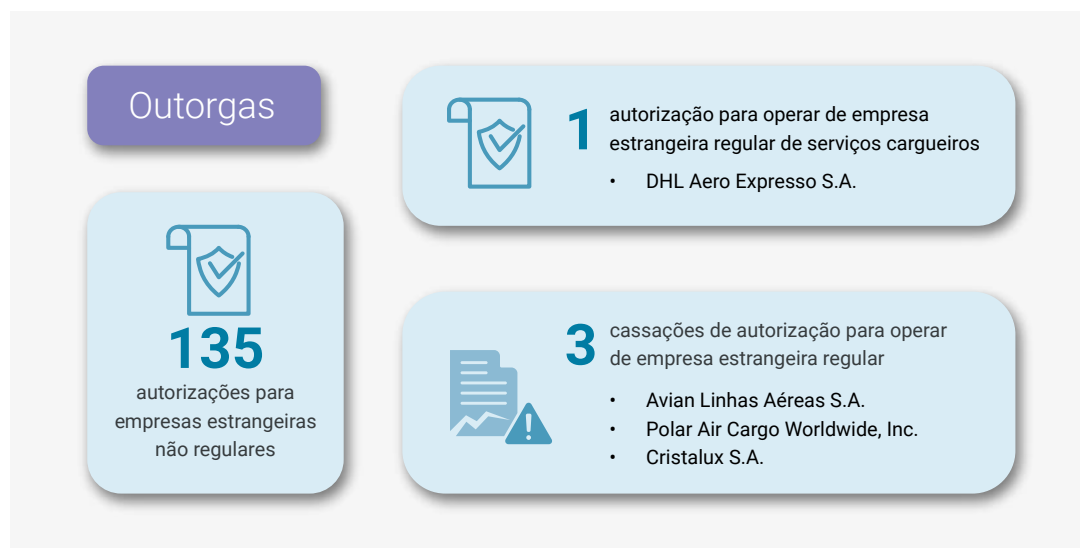 Outorgas
135
autorizações para
empresas estrangeiras
não regulares
1
autorização para operar de empresa
estrangeira regular de serviços cargueiros
• DHL Aero Expresso S.A.
3
cassações de autorização para operar
de empresa estrangeira regular
• Avian Linhas Aéreas S.A.
• Polar Air Cargo Worldwide, Inc.
• Cristalux S.A.